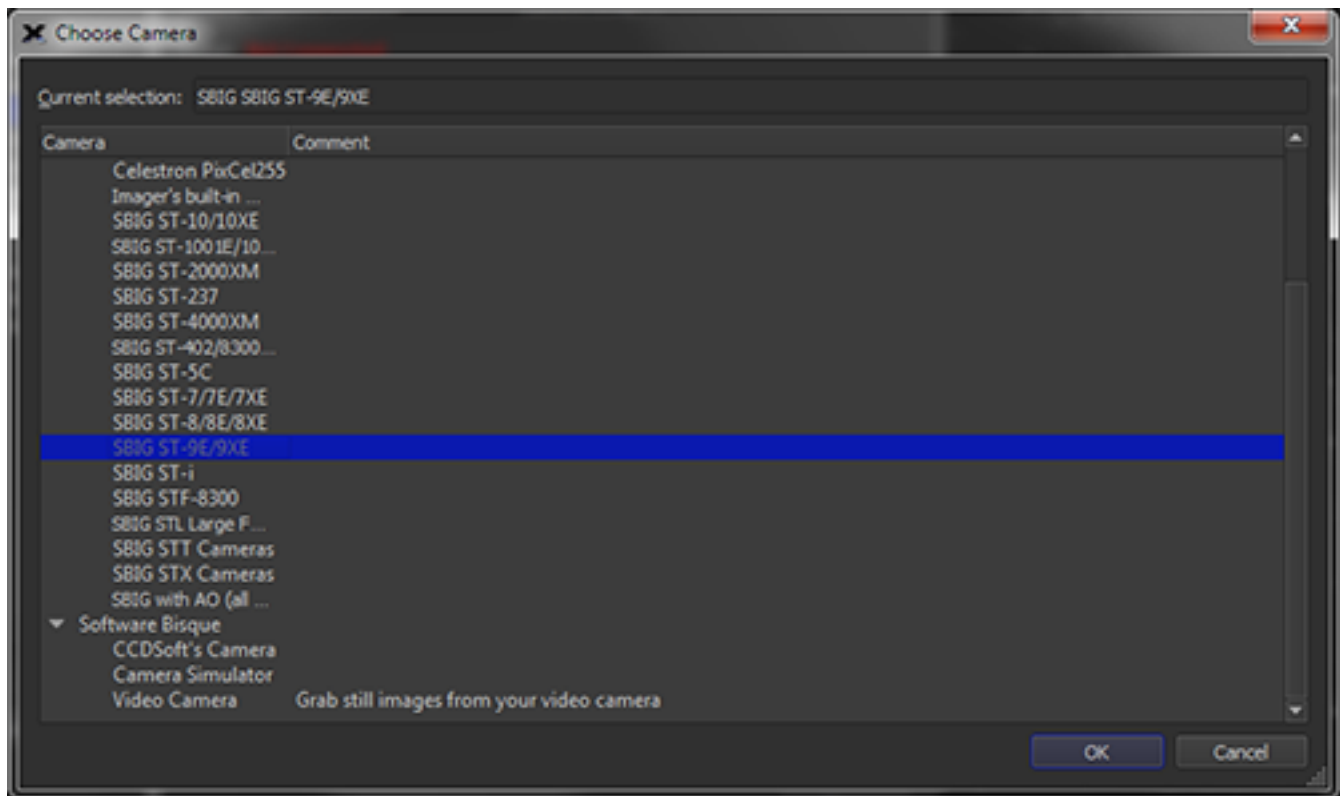 Choose Camera
Current selection: SBIG SBIG ST-9E/9XE
Camera Comment
Celestron PixCel255
Imager's built-in ...
SBIG ST-10/10XE
SBIG ST-1001E/10...
SBIG ST-2000XM
SBIG ST-237
SBIG ST-4000XM
SBIG ST-402/8300...
SBIG ST-5C
SBIG ST-7/7E/7XE
SBIG ST-8/8E/8XE
SBIG ST-9E/9XE
SBIG ST-i
SBIG STF-8300
SBIG STL Large F...
SBIG STT Cameras
SBIG STX Cameras
SBIG with AO (all ...
Software Bisque
CCDSoft's Camera
Camera Simulator
Video Camera Grab still images from your video camera
OK Cancel